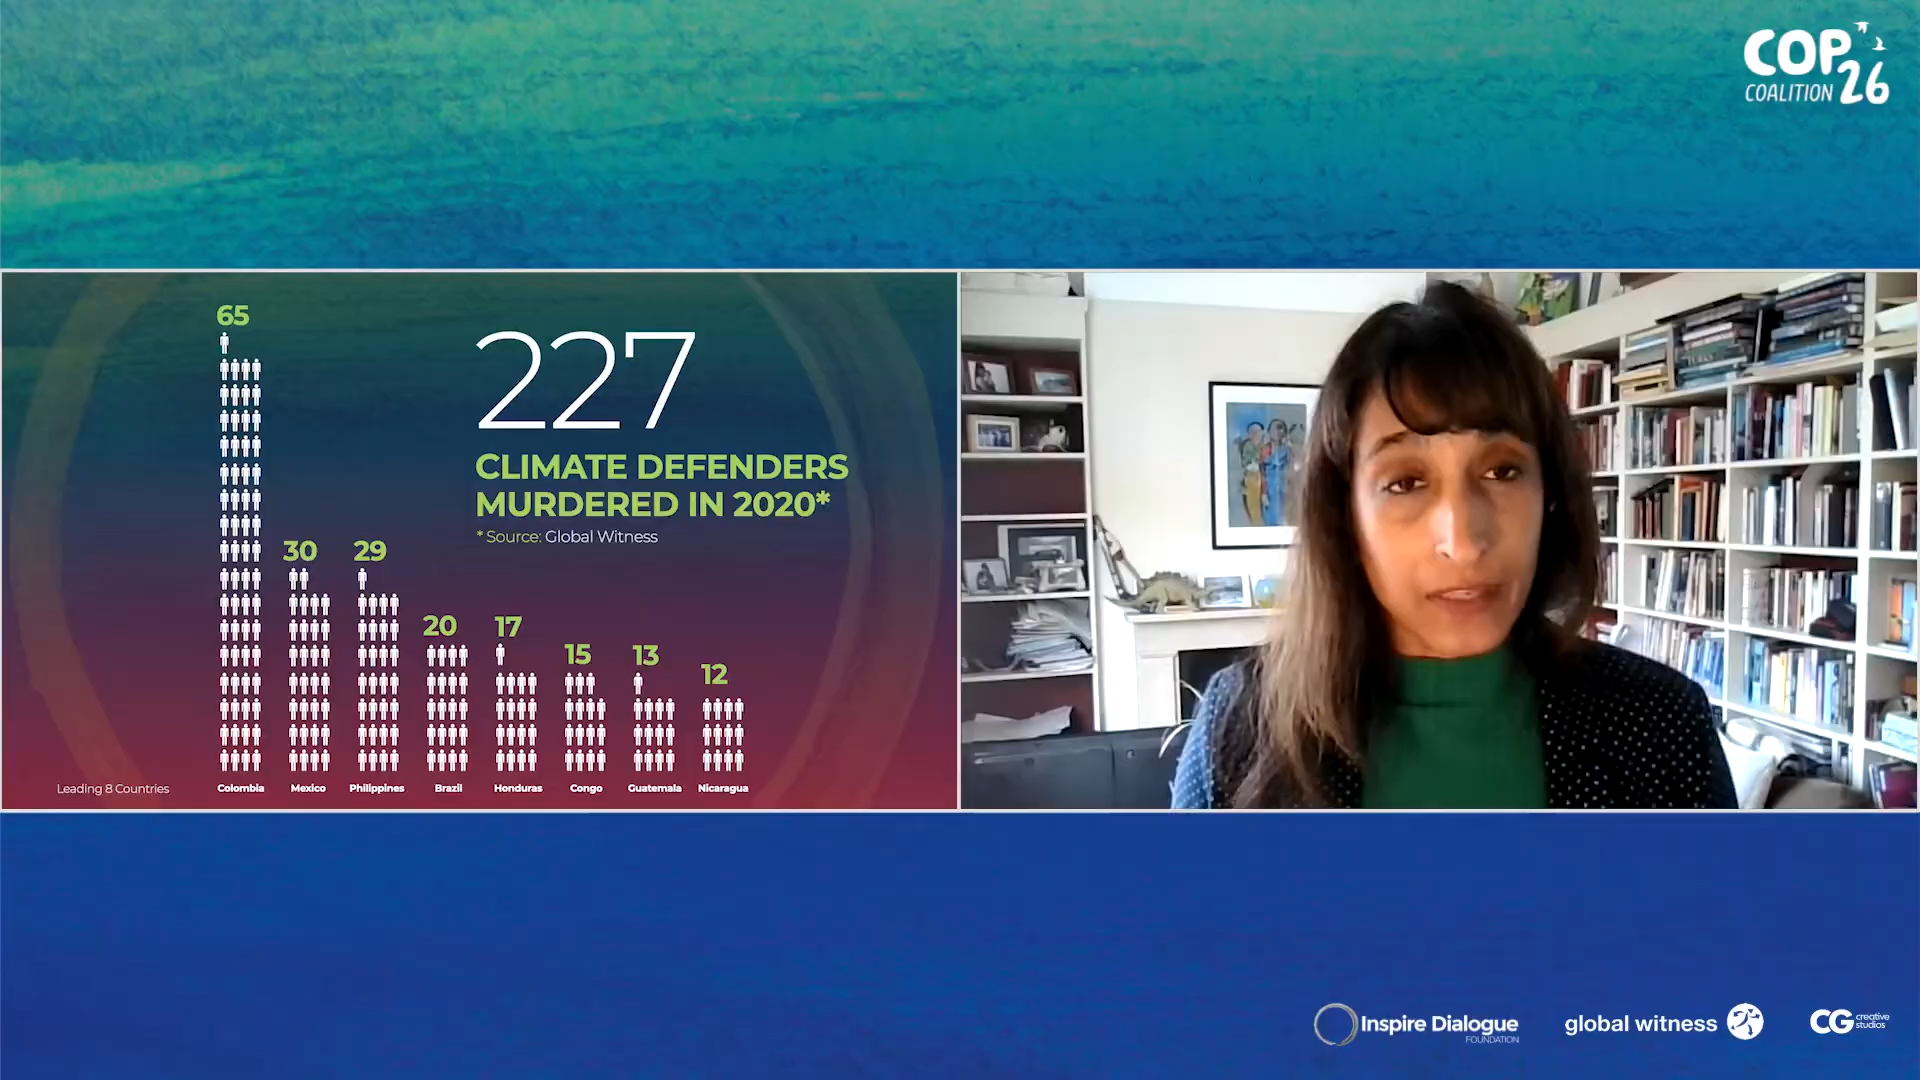 COP26
COALITION
65
30
29
20
17
15
13
12
227
CLIMATE DEFENDERS
MURDERED IN 2020*
* Source: Global Witness
Leading 8 Countries
Colombia
Mexico
Philippines
Brazil
Honduras
Congo
Guatemala
Nicaragua
Inspire Dialogue
FOUNDATION
global witness
CG creative
studios